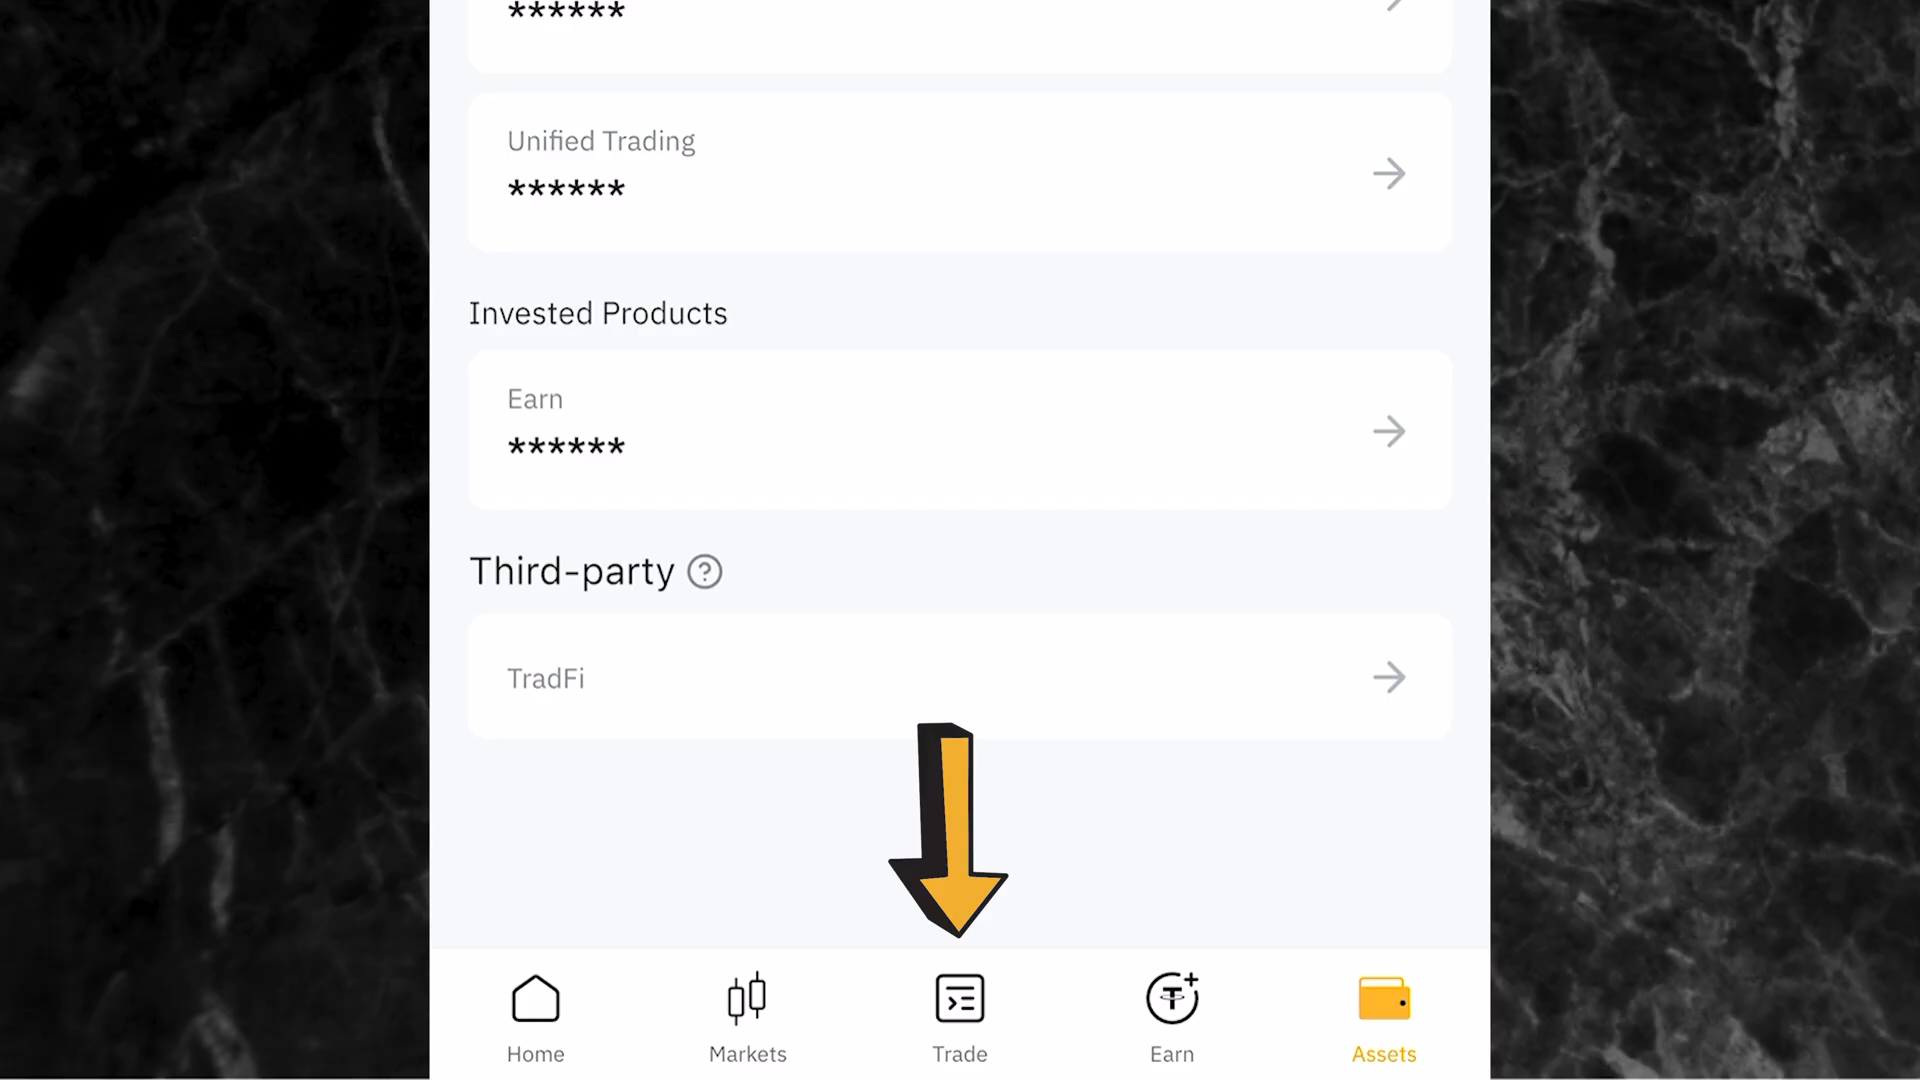 ******
Unified Trading
******
Invested Products
Earn
******
Third-party ?
TradFi
Home Markets Trade Earn Assets